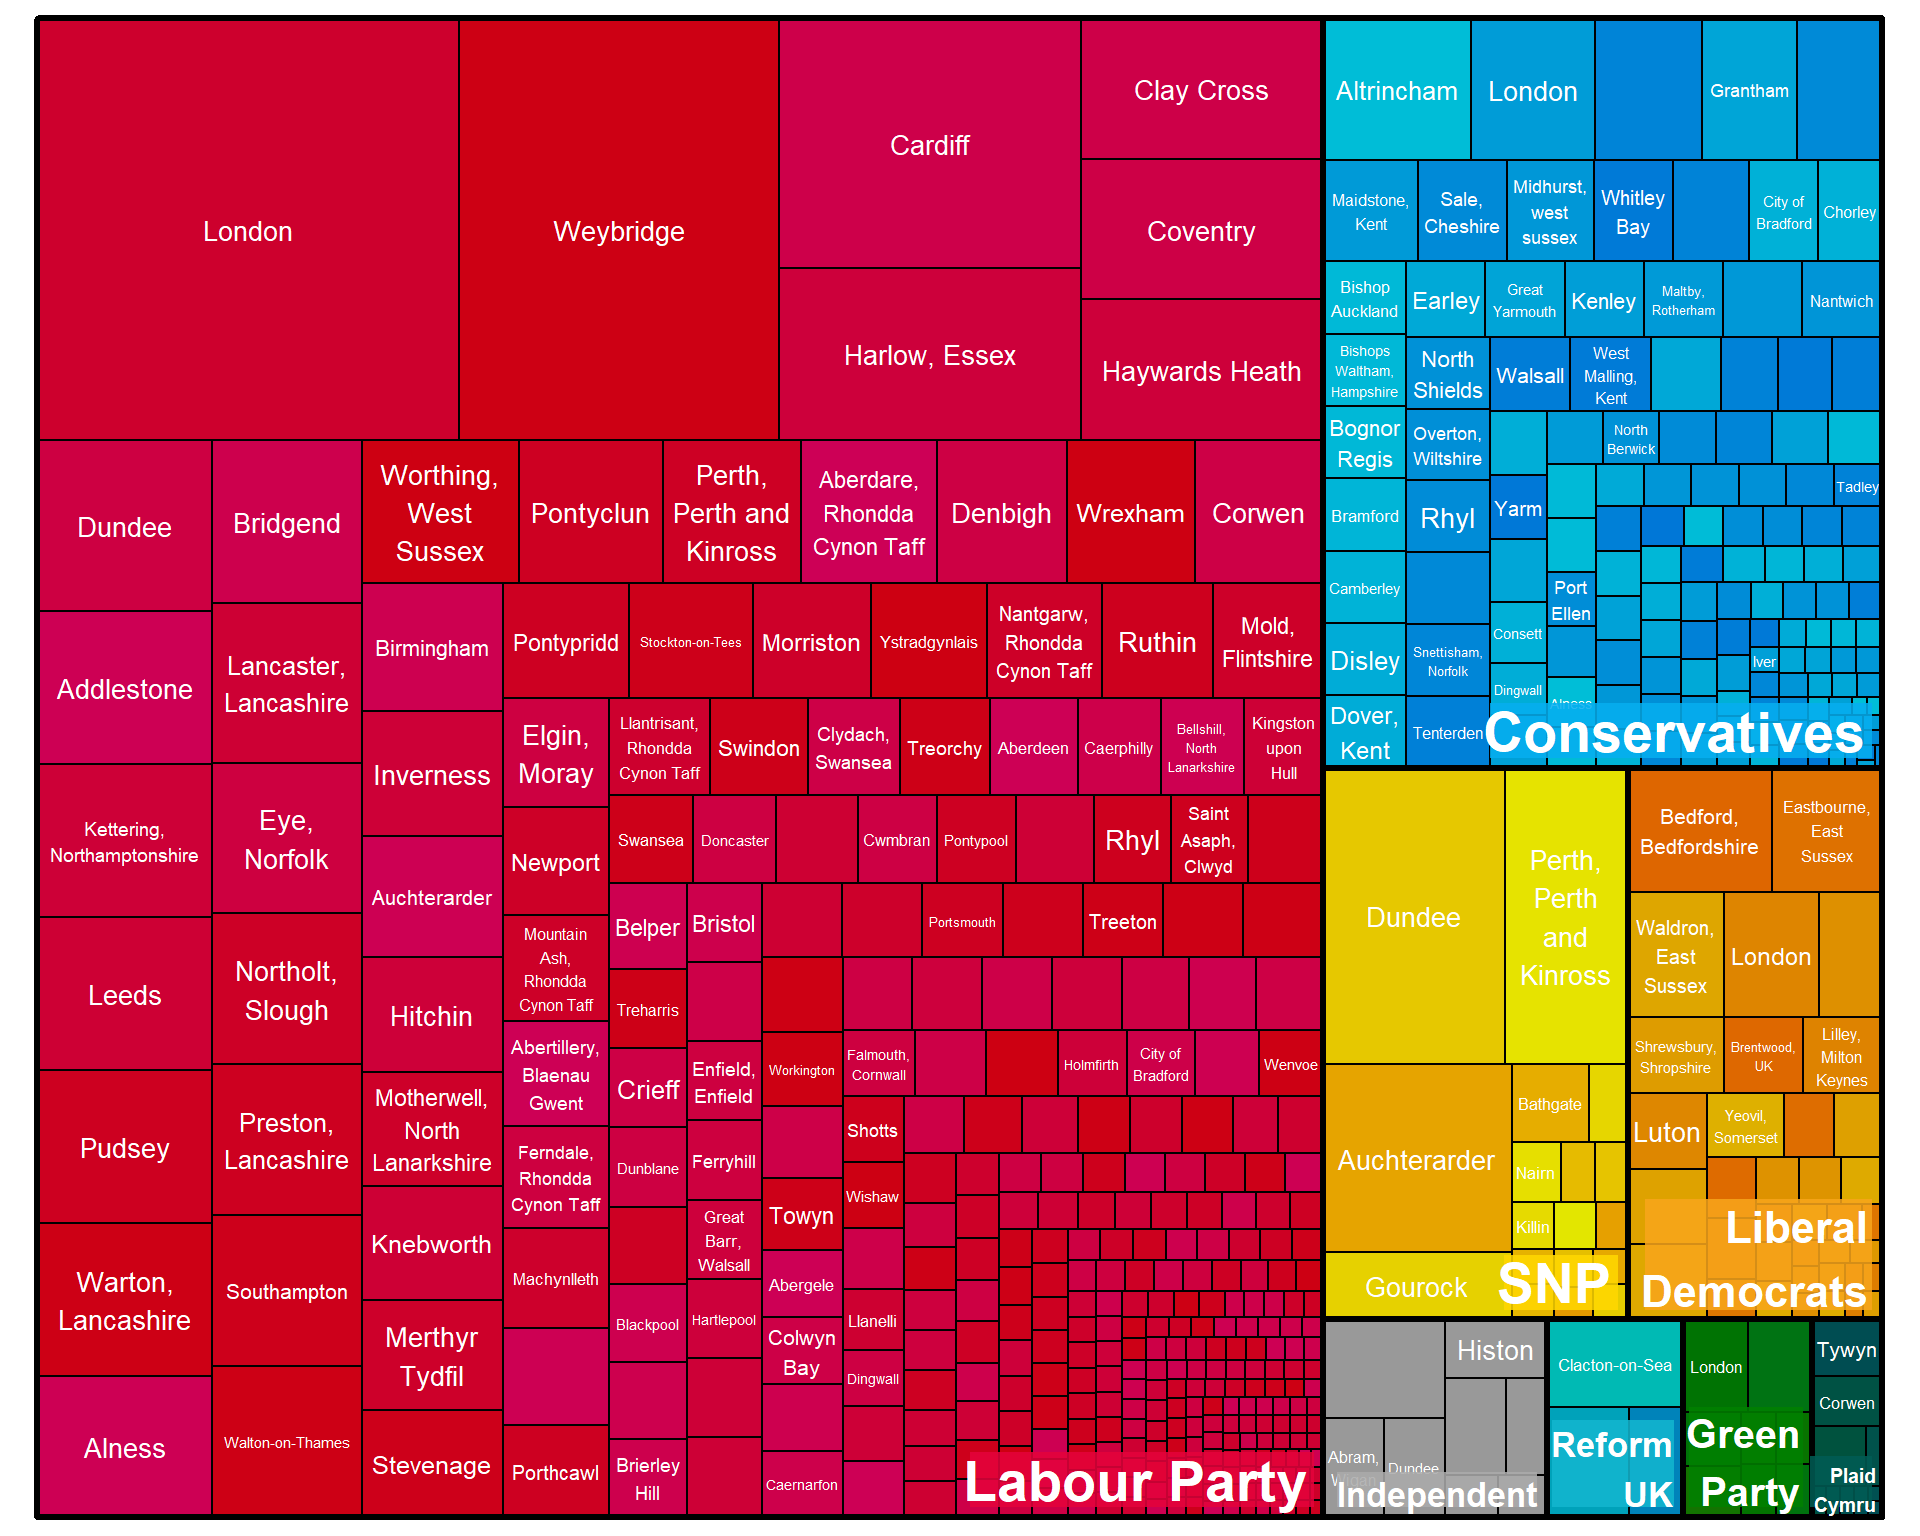 London
Weybridge
Cardiff
Clay Cross
Coventry
Harlow, Essex
Haywards Heath
Dundee
Bridgend
Worthing,
West
Sussex
Pontyclun
Perth,
Perth and
Kinross
Aberdare,
Rhondda
Cynon Taff
Denbigh
Wrexham
Corwen
Addlestone
Lancaster,
Lancashire
Birmingham
Pontypridd
Stockton-on-Tees
Morriston
Ystradgynlais
Nantgarw,
Rhondda
Cynon Taff
Ruthin
Mold,
Flintshire
Inverness
Elgin,
Moray
Llantrisant,
Rhondda
Cynon Taff
Swindon
Clydach,
Swansea
Treorchy
Aberdeen
Caerphilly
Bellshill,
North
Lanarkshire
Kingston
upon
Hull
Kettering,
Northamptonshire
Eye,
Norfolk
Auchterarder
Newport
Swansea
Doncaster
Cwmbran
Pontypool
Rhyl
Saint
Asaph,
Clwyd
Leeds
Northolt,
Slough
Hitchin
Mountain
Ash,
Rhondda
Cynon Taff
Belper
Bristol
Portsmouth
Treeton
Treharris
Abertillery,
Blaenau
Gwent
Crieff
Enfield,
Enfield
Workington
Falmouth,
Cornwall
Holmfirth
City of
Bradford
Wenvoe
Pudsey
Preston,
Lancashire
Motherwell,
North
Lanarkshire
Ferndale,
Rhondda
Cynon Taff
Dunblane
Ferryhill
Shotts
Wishaw
Knebworth
Great
Barr,
Walsall
Towyn
Warton,
Lancashire
Southampton
Machynlleth
Abergele
Merthyr
Tydfil
Blackpool
Hartlepool
Colwyn
Bay
Llanelli
Dingwall
Alness
Walton-on-Thames
Stevenage
Porthcawl
Brierley
Hill
Caernarfon
Labour Party
Altrincham
London
Grantham
Maidstone,
Kent
Sale,
Cheshire
Midhurst,
west
sussex
Whitley
Bay
City of
Bradford
Chorley
Bishop
Auckland
Earley
Great
Yarmouth
Kenley
Maltby,
Rotherham
Nantwich
Bishops
Waltham,
Hampshire
North
Shields
Walsall
West
Malling,
Kent
Bognor
Regis
Overton,
Wiltshire
North
Berwick
Bramford
Rhyl
Yarm
Tadley
Camberley
Port
Ellen
Disley
Snettisham,
Norfolk
Consett
Iver
Dingwall
Alness
Dover,
Kent
Tenterden
Conservatives
Dundee
Perth,
Perth
and
Kinross
Auchterarder
Bathgate
Nairn
Killin
Gourock
SNP
Bedford,
Bedfordshire
Eastbourne,
East
Sussex
Waldron,
East
Sussex
London
Shrewsbury,
Shropshire
Brentwood,
UK
Lilley,
Milton
Keynes
Luton
Yeovil,
Somerset
Liberal
Democrats
Histon
Abram,
Wigan
Dundee
Independent
Clacton-on-Sea
Reform
UK
London
Green
Party
Tywyn
Corwen
Plaid
Cymru